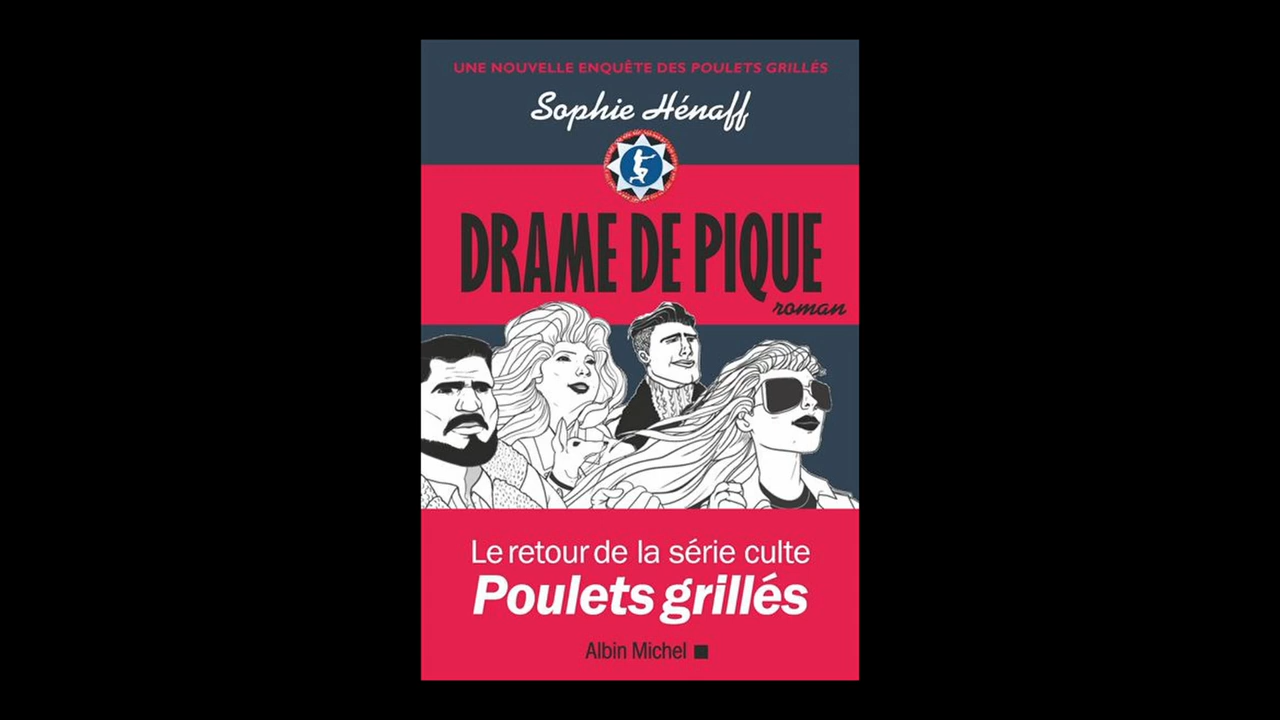 UNE NOUVELLE ENQUÊTE DES POULETS GRILLÉS
Sophie Hénaff
DRAME DE PIQUE
roman
Le retour de la série culte
Poulets grillés
Albin Michel